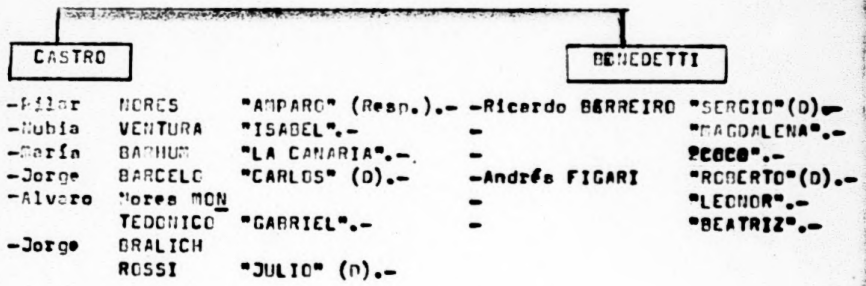 CASTRO
BENEDETTI
-Pilar NORES "AMPARO" (Resp.).-
-Nubia VENTURA "ISABEL".-
-María BARHUM "LA CANARIA".-
-Jorge BARCELO "CARLOS" (D).-
-Alvaro Nores MON
TEDONICO "GABRIEL".-
-Jorge BRALICH
ROSSI "JULIO" (D).-
-Ricardo BARREIRO "SERGIO"(D)-
- "MAGDALENA".-
- "COCO".-
-Andrés FIGARI "ROBERTO"(D).-
- "LEONOR".-
- "BEATRIZ".-